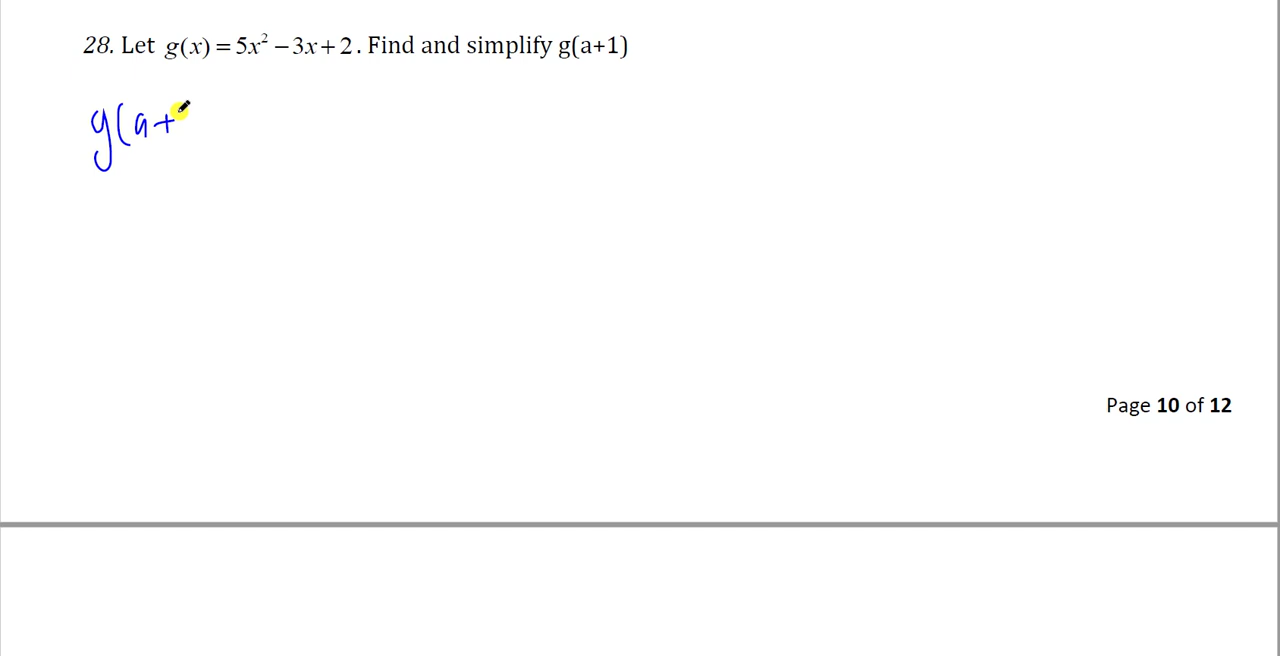 28. Let g(x) = 5x² − 3x + 2. Find and simplify g(a+1)
g(a+
Page 10 of 12